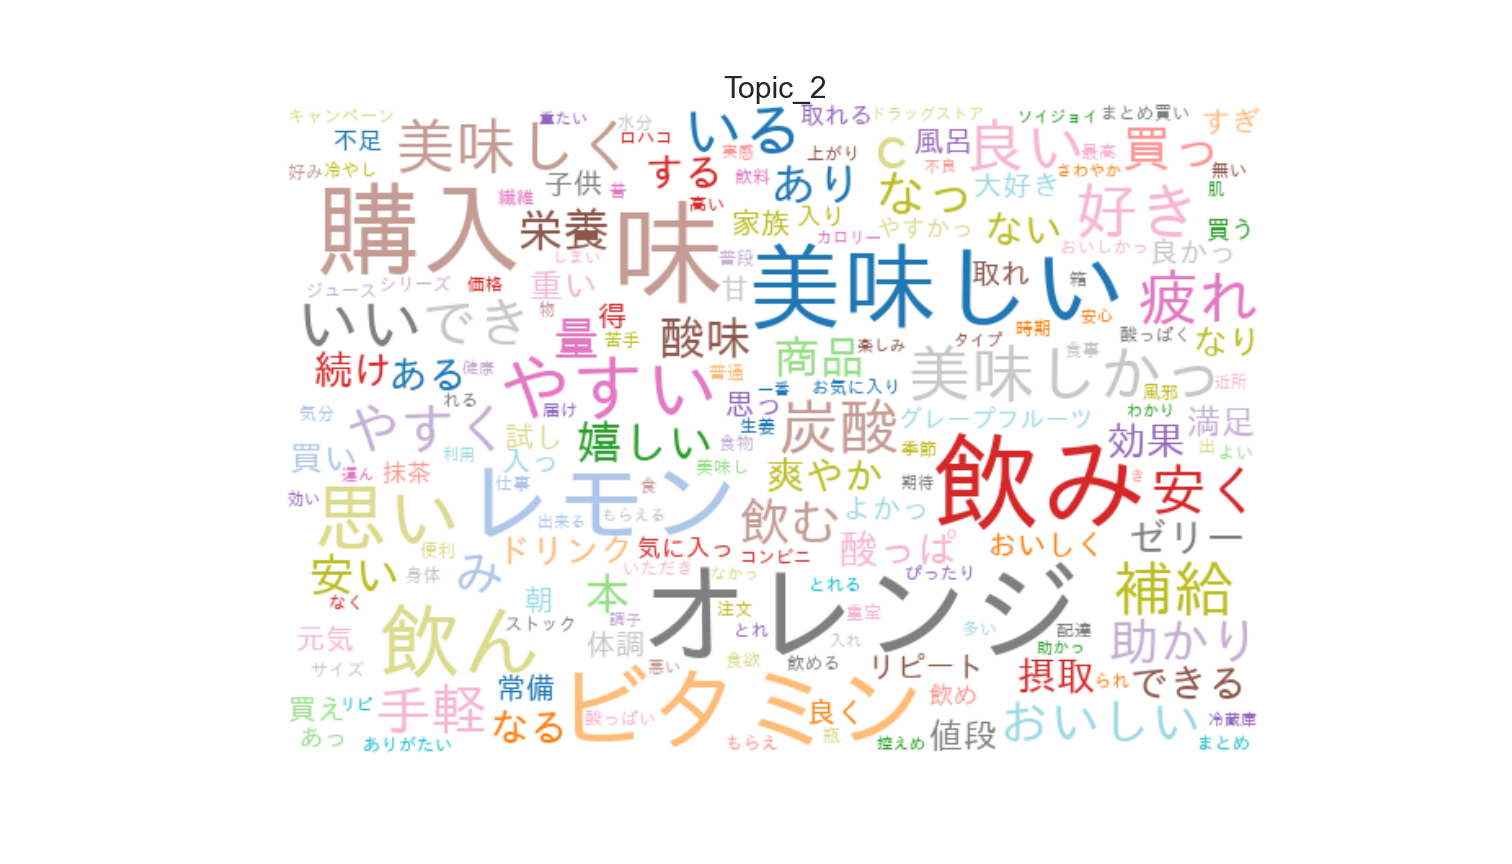 Topic_2
キャンペーン
重たい
水分
いる
取れる
ドラッグストア
ソイジョイ
まとめ買い
すぎ
不足
美味しく
ロハコ
実感
上がり
C
風呂
良い
最高
買っ
好み
冷やし
子供
繊維
昔
する
飲料
あり
不良
さわやか
大好き
無い
肌
購入
栄養
味
高い
家族
入り
なっ
やすかっ
ない
好き
買う
しまい
普段
カロリー
おいしかっ
良かっ
ジュース
シリーズ
価格
重い
物
甘
美味しい
取れ
箱
疲れ
いい
でき
量
得
苦手
酸味
商品
楽しみ
タイプ
時期
安心
酸っぱく
なり
続け
ある
健康
やすい
普通
一番
お気に入り
美味しかっ
食事
風邪
近所
れる
届け
思っ
生姜
炭酸
グレープフルーツ
わかり
気分
やすく
試し
嬉しい
食物
季節
効果
満足
出
よい
買い
運ん
抹茶
利用
入っ
美味し
爽やか
期待
飲み
き
安く
効い
思い
レモン
仕事
食
出来る
もらえる
飲む
よかっ
便利
ドリンク
気に入っ
コンビニ
酸っぱ
おいしく
ゼリー
安い
身体
み
いただき
なかっ
とれる
ぴったり
補給
なく
朝
本
オレンジ
注文
重宝
飲ん
ストック
調子
とれ
入れ
多い
配達
助かっ
助かり
元気
体調
サイズ
悪い
食欲
飲める
リピート
摂取
られ
できる
買え
リピ
手軽
常備
ビタミン
酸っぱい
良く
飲め
おいしい
冷蔵庫
あっ
ありがたい
なる
もらえ
瓶
控えめ
値段
まとめ